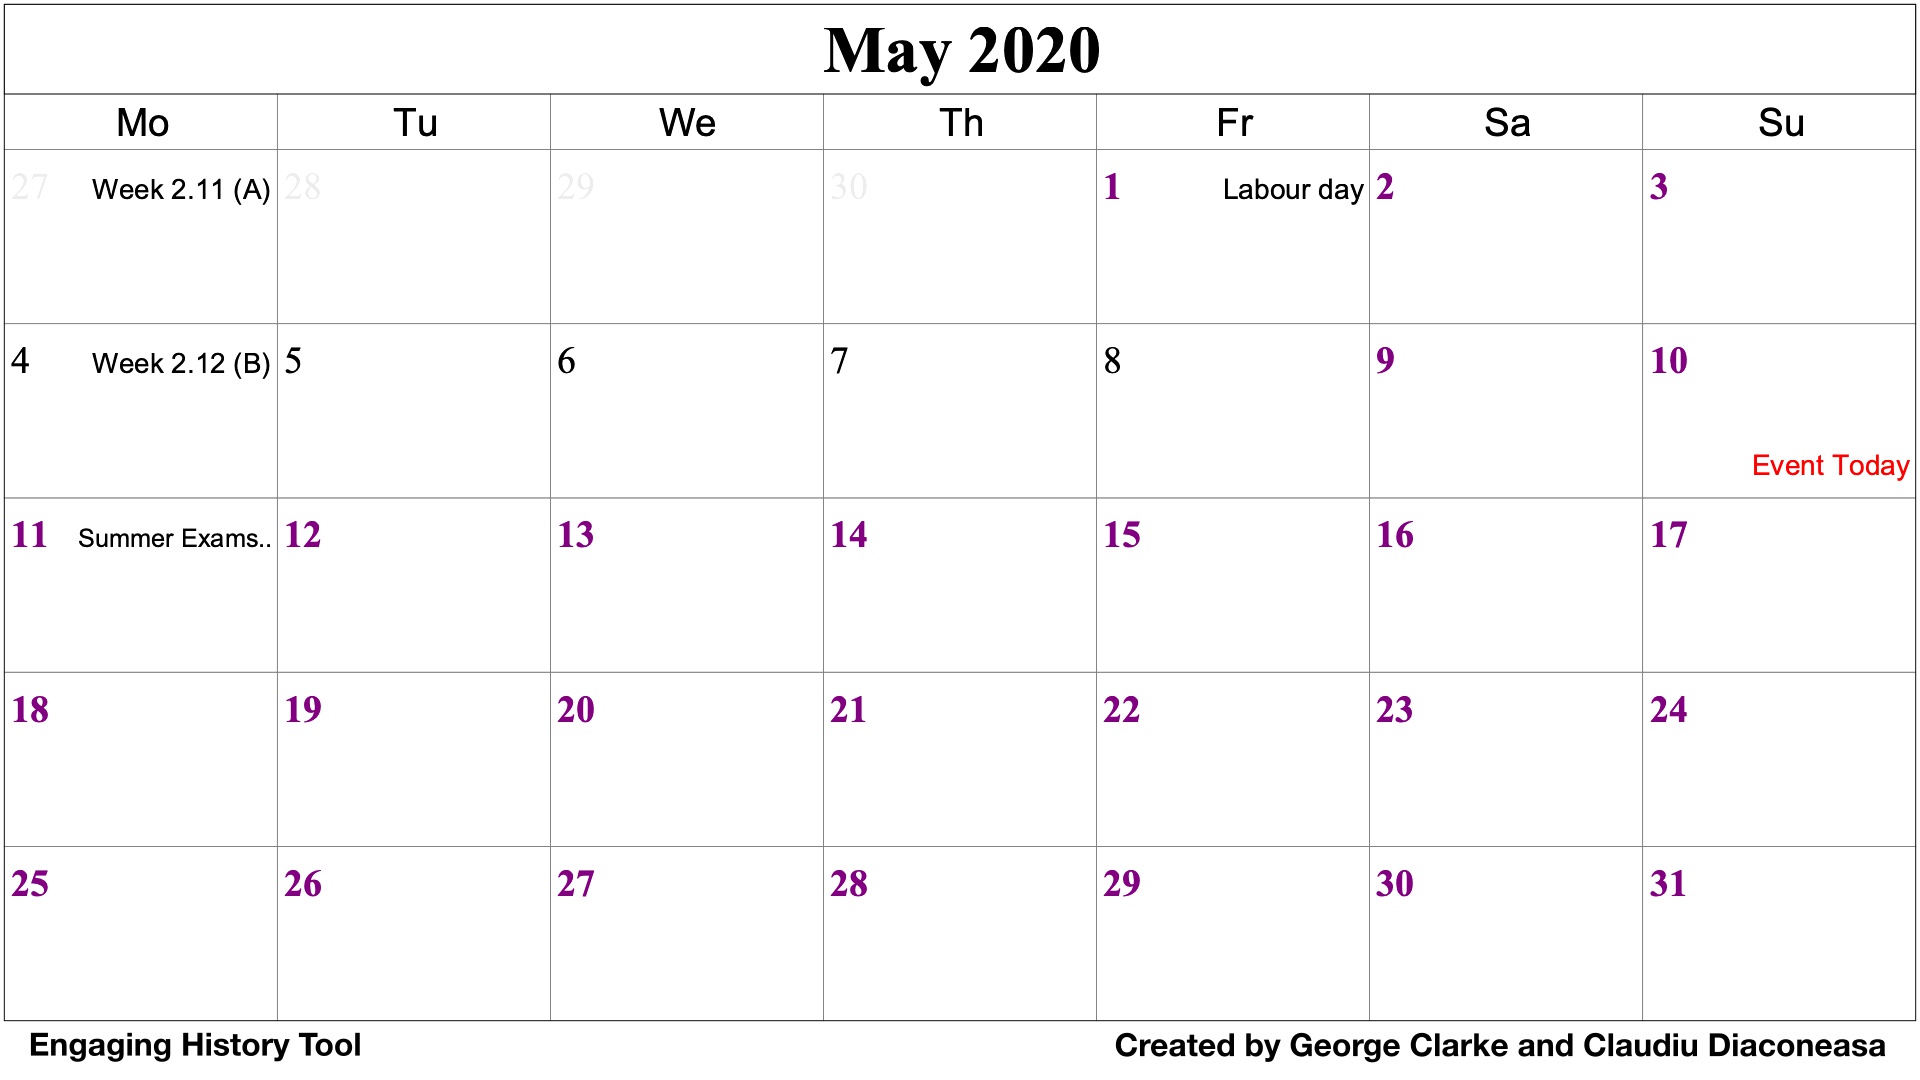 May 2020
Mo Tu We Th Fr Sa Su
27 Week 2.11 (A) 28 29 30 1 Labour day 2 3
4 Week 2.12 (B) 5 6 7 8 9 10
Event Today
11 Summer Exams.. 12 13 14 15 16 17
18 19 20 21 22 23 24
25 26 27 28 29 30 31
Engaging History Tool Created by George Clarke and Claudiu Diaconeasa